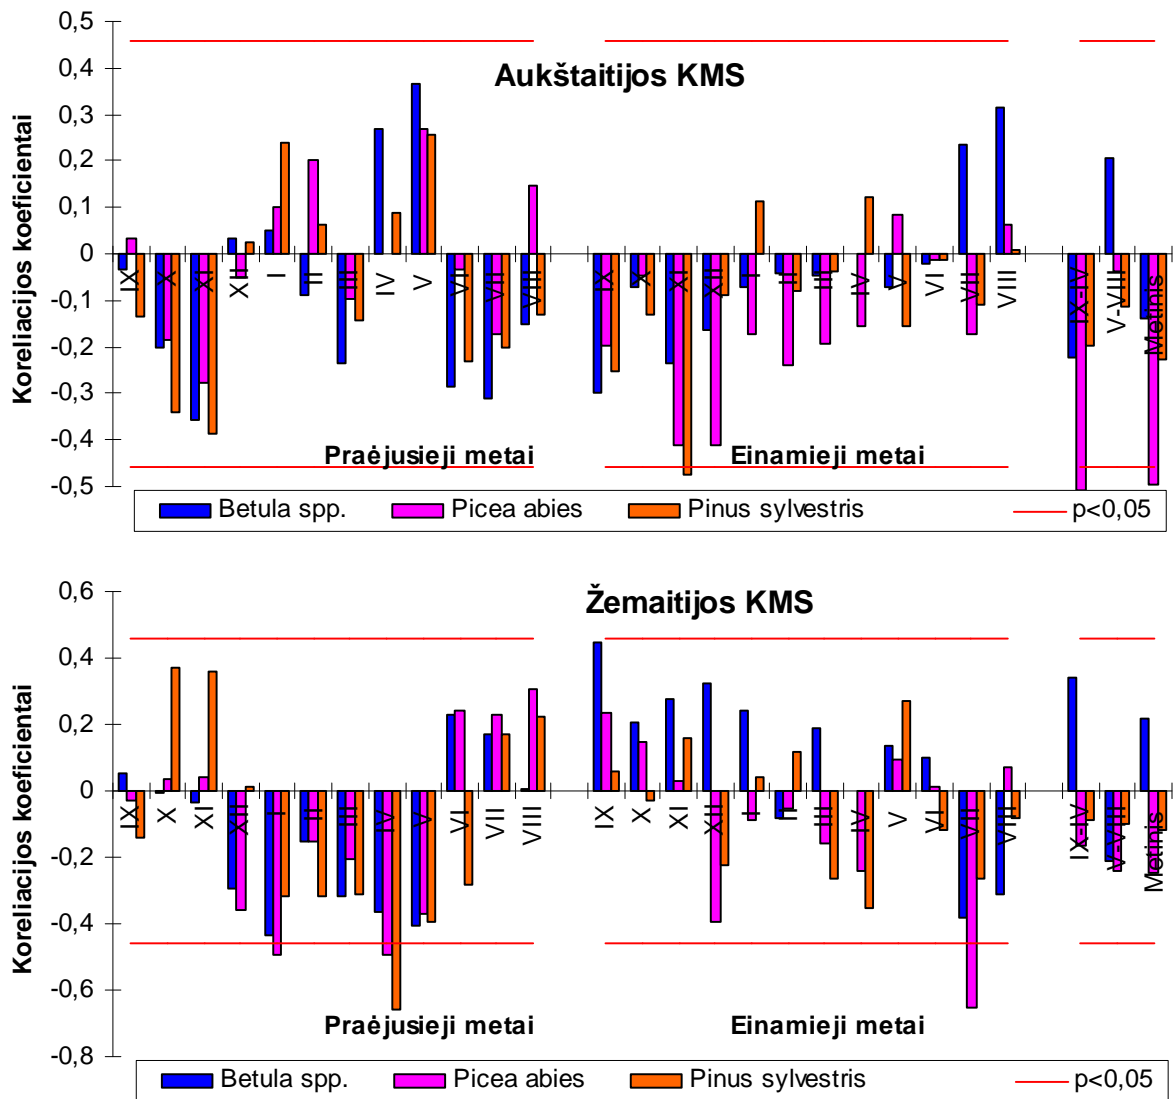 0,5
Aukštaitijos KMS
0,4
0,3
0,2
0,1
0
-0,1
-0,2
-0,3
-0,4
-0,5
Koreliacijos koeficientai
IX X XI XII I II III IV V VI VII VIII IX X XI XII I II III IV V VI VII VIII IX-IV V-VIII Metinis
Praėjusieji metai Einamieji metai
Betula spp. Picea abies Pinus sylvestris p<0,05
0,6
Žemaitijos KMS
0,4
0,2
0
-0,2
-0,4
-0,6
-0,8
Koreliacijos koeficientai
IX X XI XII I II III IV V VI VII VIII IX X XI XII I II III IV V VI VII VIII IX-IV V-VIII Metinis
Praėjusieji metai Einamieji metai
Betula spp. Picea abies Pinus sylvestris p<0,05